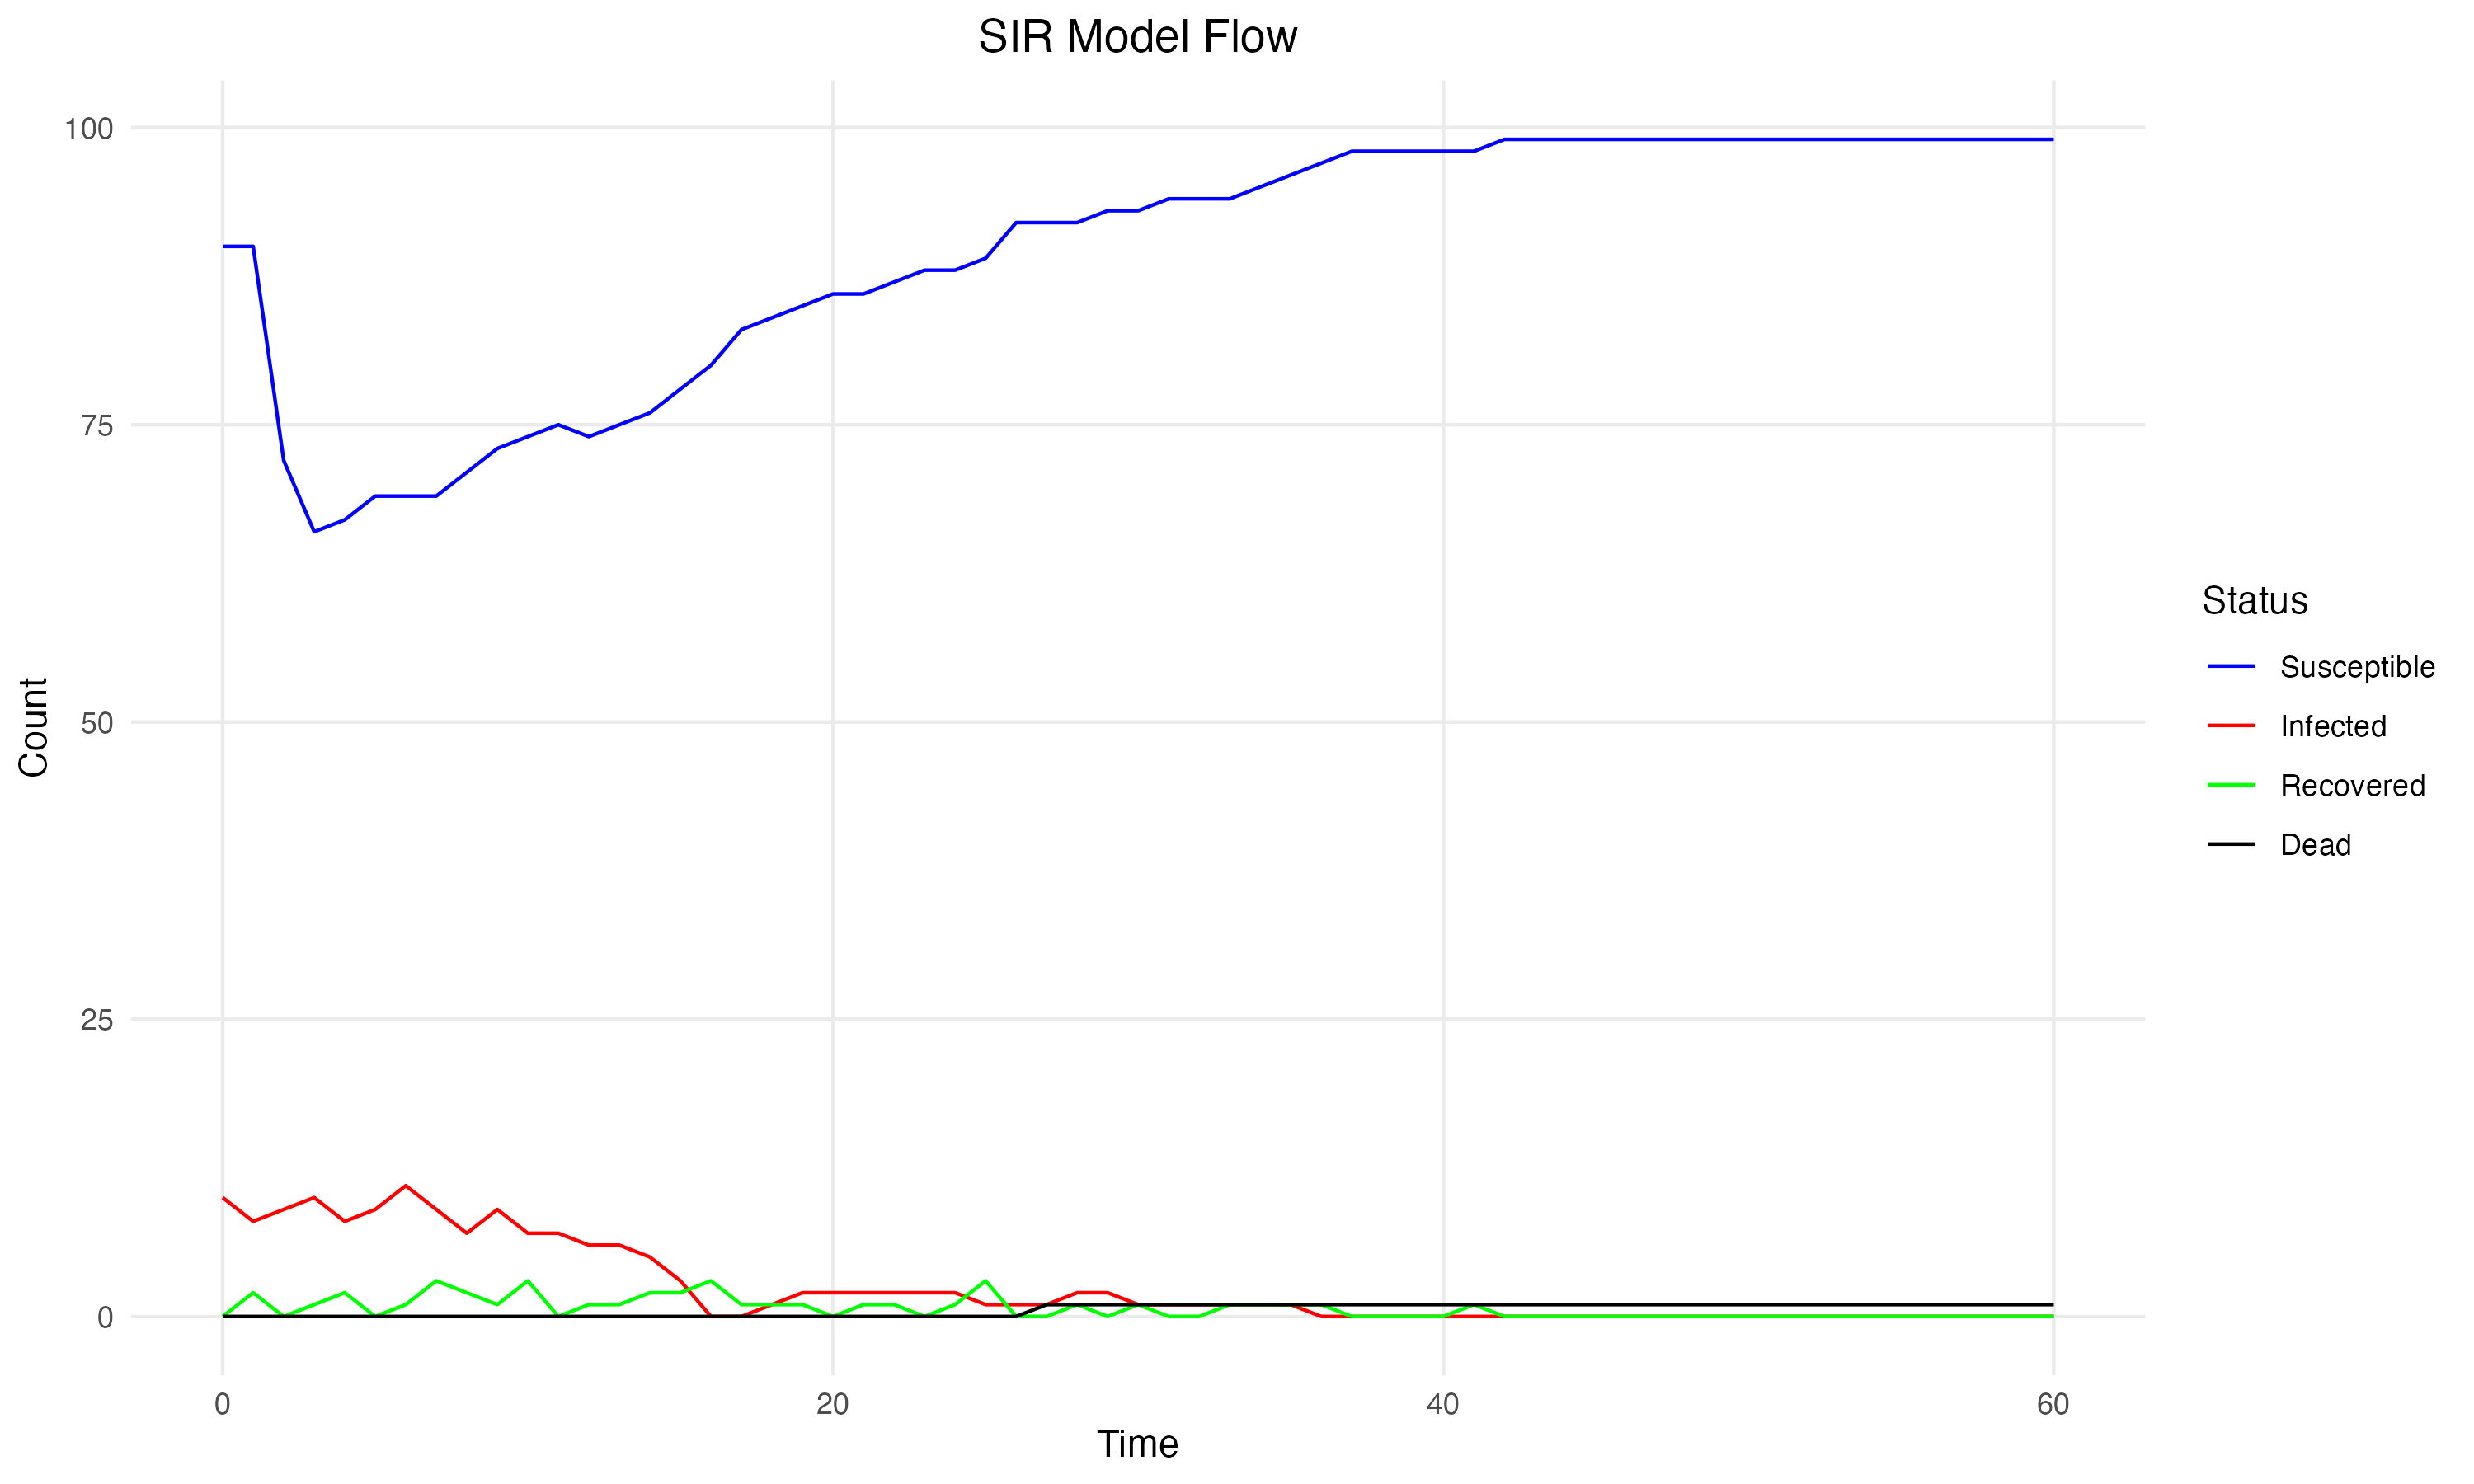 SIR Model Flow
100
75
50
25
0
Count
0 20 40 60
Time
Status
Susceptible
Infected
Recovered
Dead